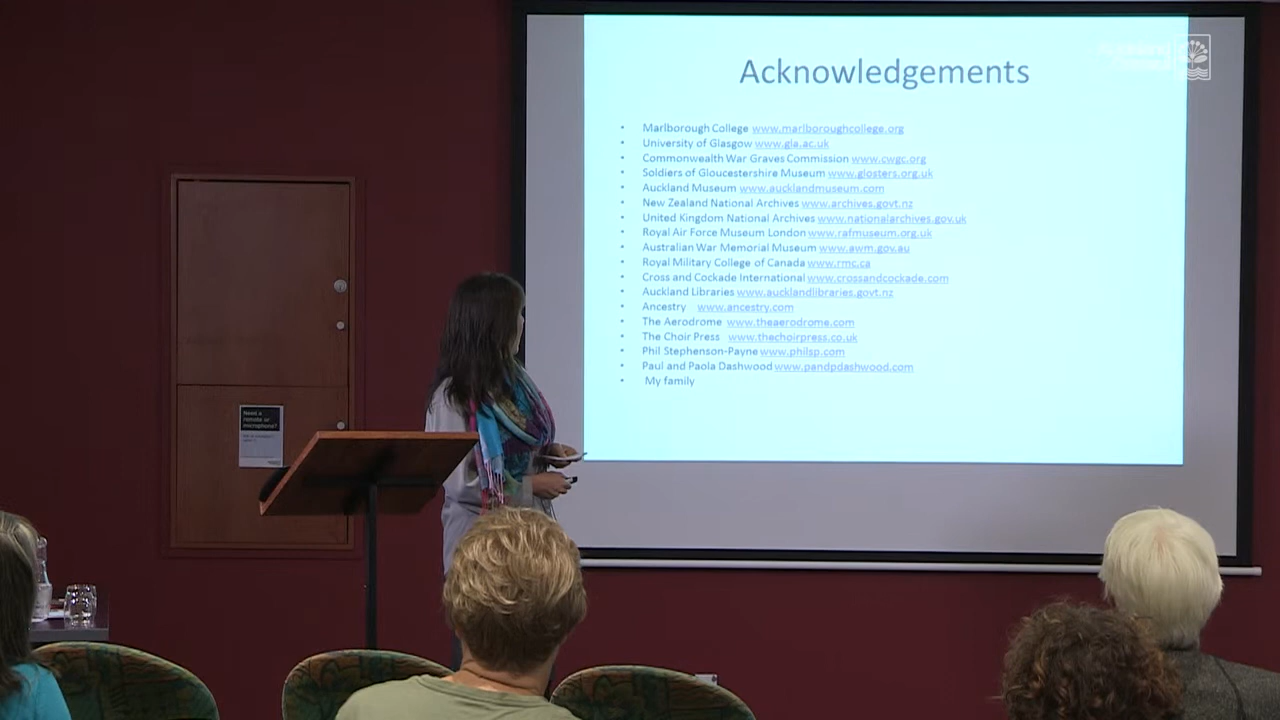 Acknowledgements
• Marlborough College www.marlboroughcollege.org
• University of Glasgow www.gla.ac.uk
• Commonwealth War Graves Commission www.cwgc.org
• Soldiers of Gloucestershire Museum www.glosters.org.uk
• Auckland Museum www.aucklandmuseum.com
• New Zealand National Archives www.archives.govt.nz
• United Kingdom National Archives www.nationalarchives.gov.uk
• Royal Air Force Museum London www.rafmuseum.org.uk
• Australian War Memorial Museum www.awm.gov.au
• Royal Military College of Canada www.rmc.ca
• Cross and Cockade International www.crossandcockade.com
• Auckland Libraries www.aucklandlibraries.govt.nz
• Ancestry www.ancestry.com
• The Aerodrome www.theaerodrome.com
• The Choir Press www.thechoirpress.co.uk
• Phil Stephenson-Payne www.philsp.com
• Paul and Paola Dashwood www.pandpdashwood.com
• My family
Need a
remote or
microphone?